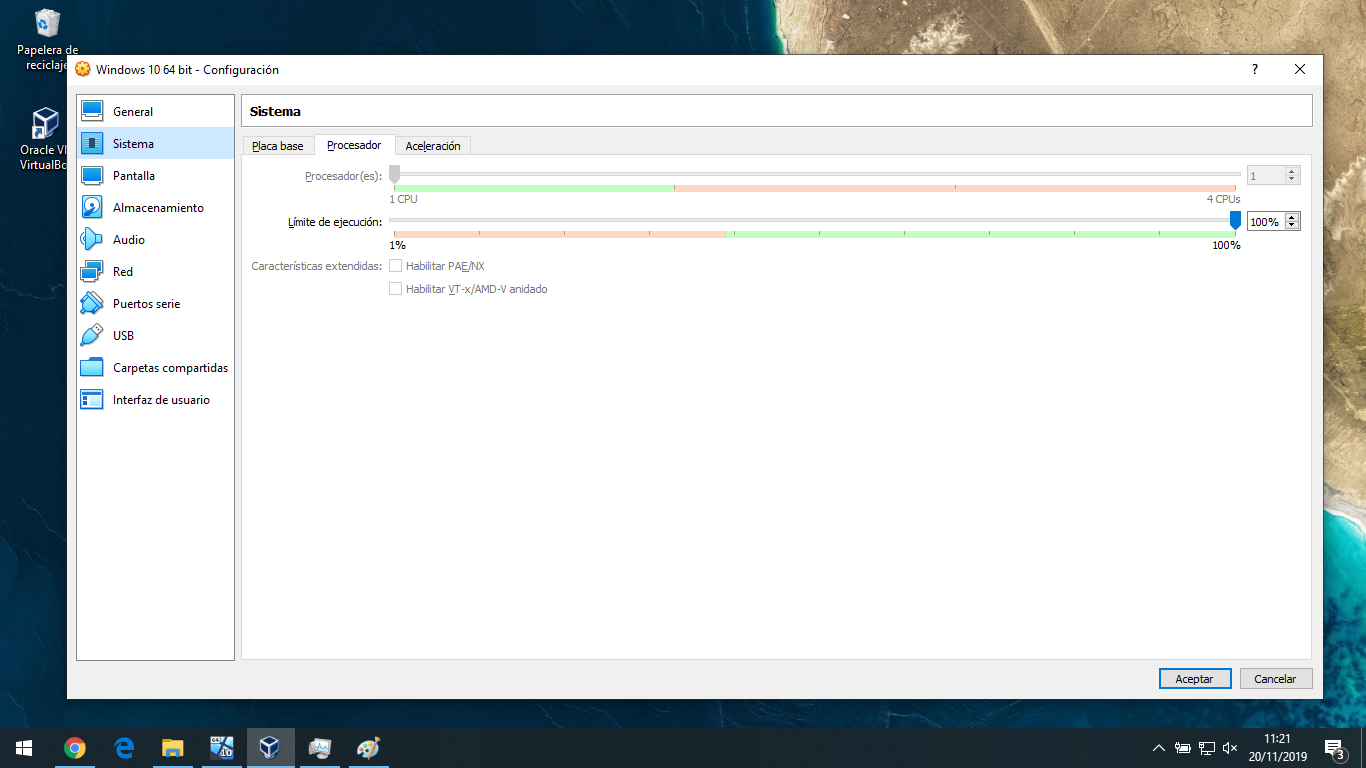 Papelera de
reciclaje
Windows 10 64 bit - Configuración
?
Oracle VM
VirtualBo
General
Sistema
Pantalla
Almacenamiento
Audio
Red
Puertos serie
USB
Carpetas compartidas
Interfaz de usuario
Sistema
Placa base Procesador Aceleración
Procesador(es): 1
1 CPU 4 CPUs
Límite de ejecución: 100%
1% 100%
Características extendidas: Habilitar PAE/NX
Habilitar VT-x/AMD-V anidado
Aceptar Cancelar
64
10
11:21
20/11/2019
3